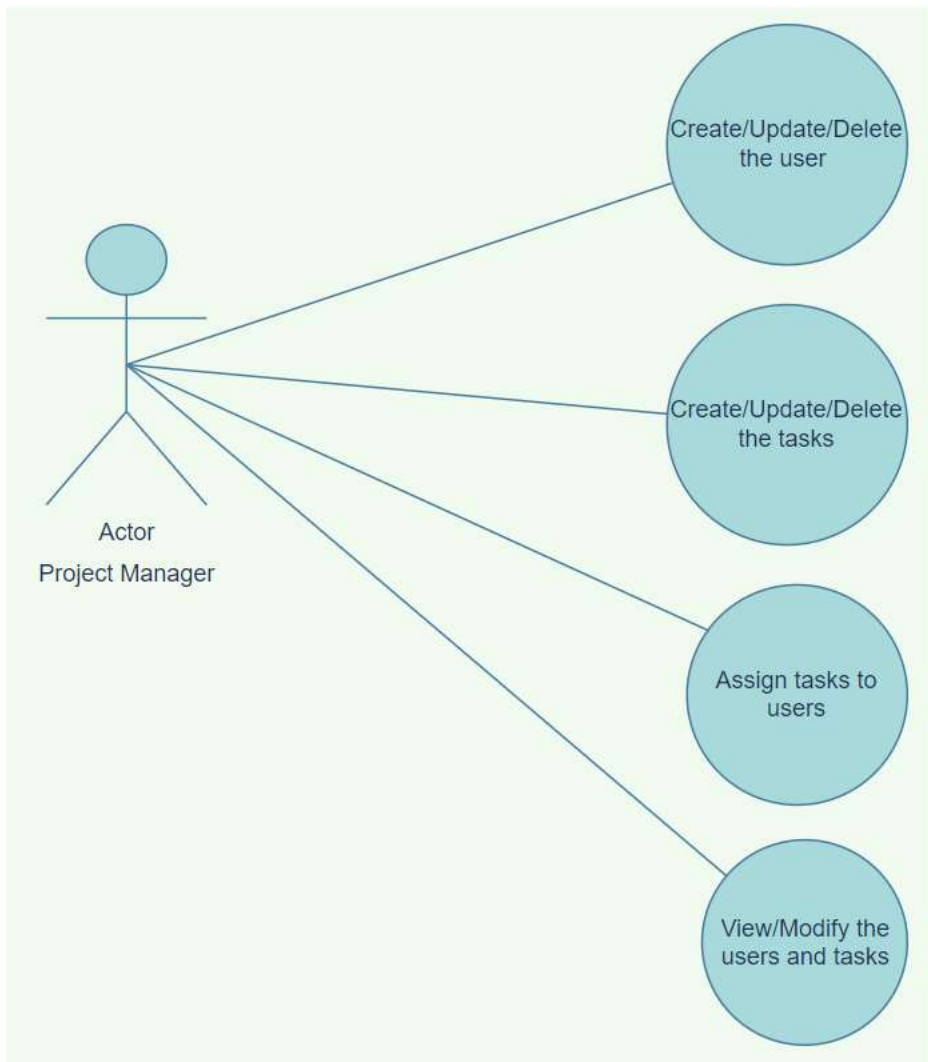 Create/Update/Delete
the user
Create/Update/Delete
the tasks
Actor
Project Manager
Assign tasks to
users
View/Modify the
users and tasks